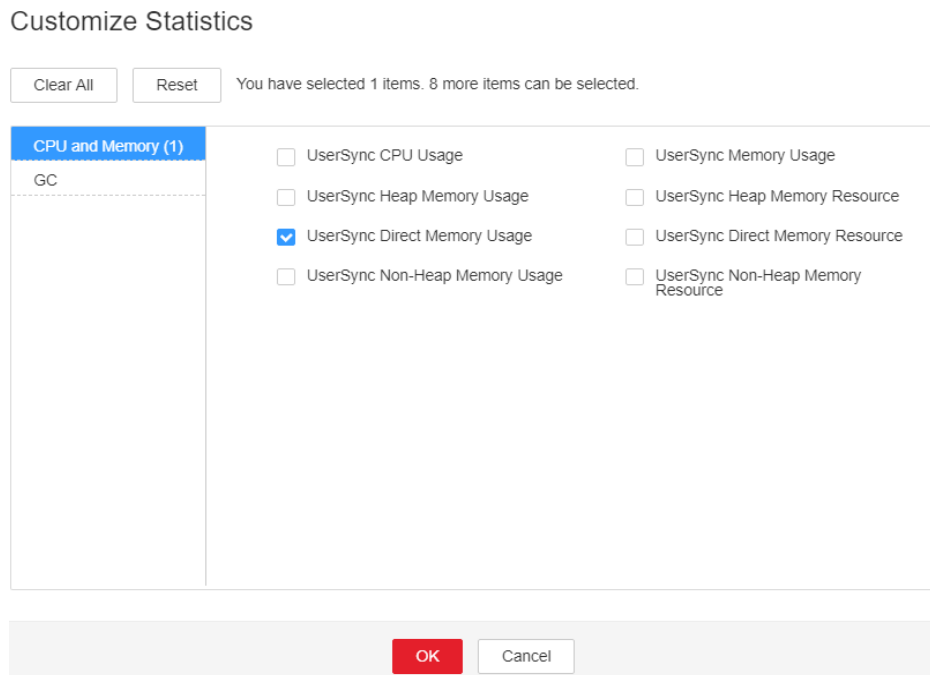 Customize Statistics
Clear All Reset You have selected 1 items. 8 more items can be selected.
CPU and Memory (1)
GC
UserSync CPU Usage UserSync Memory Usage
UserSync Heap Memory Usage UserSync Heap Memory Resource
UserSync Direct Memory Usage UserSync Direct Memory Resource
UserSync Non-Heap Memory Usage UserSync Non-Heap Memory
Resource
OK Cancel